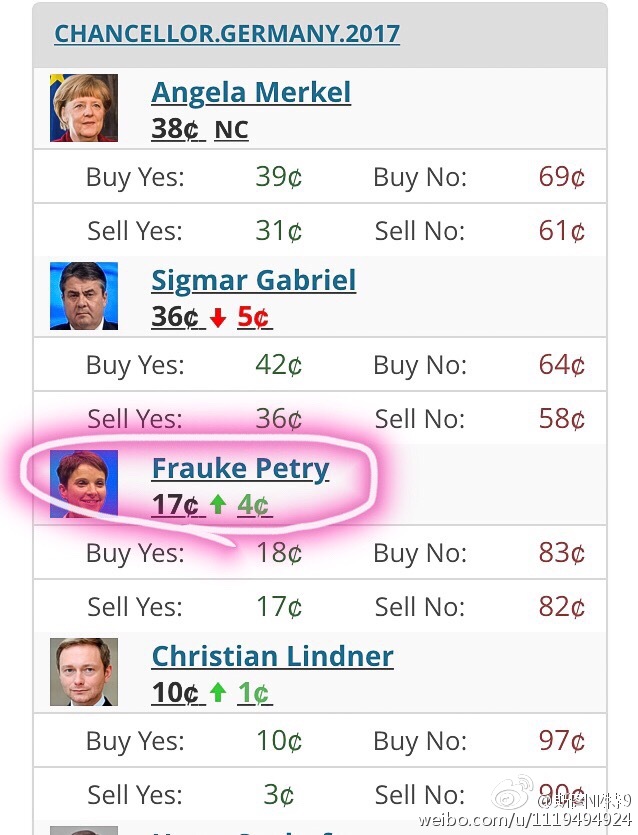 CHANCELLOR.GERMANY.2017
Angela Merkel
38¢ NC
Buy Yes: 39¢ Buy No: 69¢
Sell Yes: 31¢ Sell No: 61¢
Sigmar Gabriel
36¢ 5¢
Buy Yes: 42¢ Buy No: 64¢
Sell Yes: 36¢ Sell No: 58¢
Frauke Petry
17¢ 4¢
Buy Yes: 18¢ Buy No: 83¢
Sell Yes: 17¢ Sell No: 82¢
Christian Lindner
10¢ 1¢
Buy Yes: 10¢ Buy No: 97¢
Sell Yes: 3¢ Sell No: 90¢
weibo.com/u/1119494924